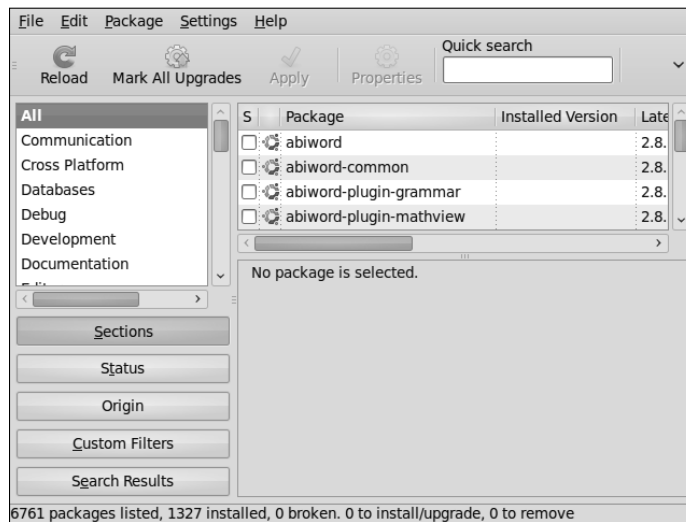 File Edit Package Settings Help
Quick search
Reload Mark All Upgrades Apply Properties
All
Communication
Cross Platform
Databases
Debug
Development
Documentation
S Package Installed Version Late
abiword 2.8.
abiword-common 2.8.
abiword-plugin-grammar 2.8.
abiword-plugin-mathview 2.8.
No package is selected.
Sections
Status
Origin
Custom Filters
Search Results
6761 packages listed, 1327 installed, 0 broken. 0 to install/upgrade, 0 to remove